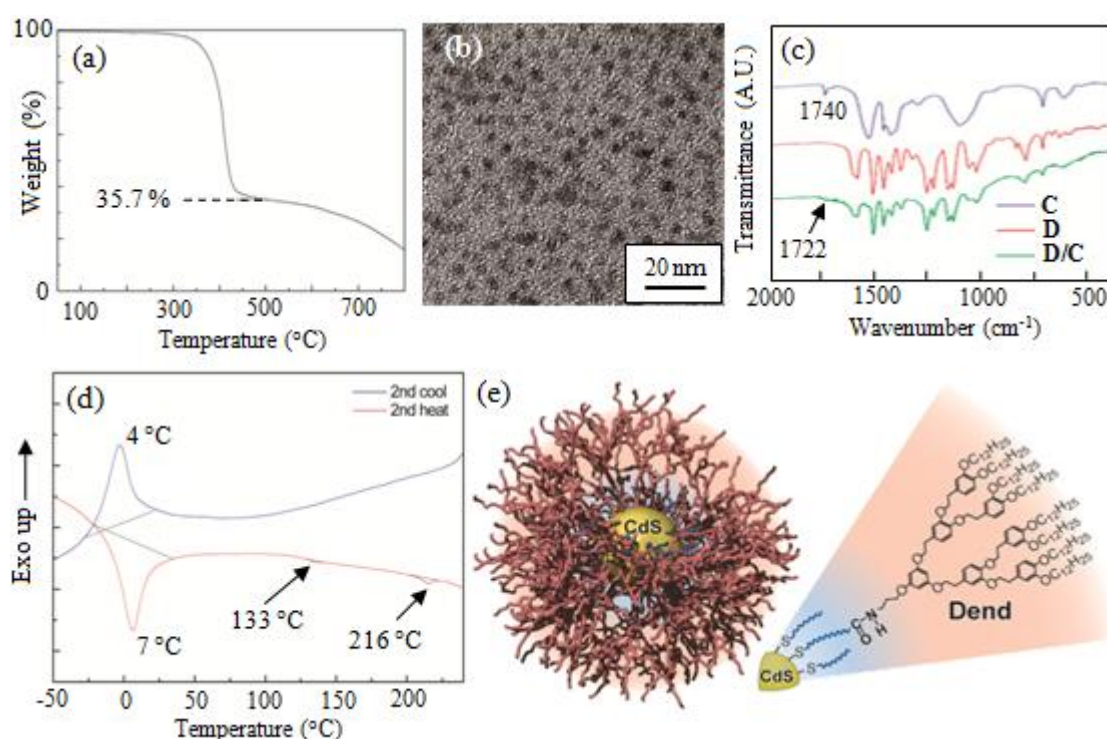 (a)
100
Weight (%)
35.7 %
0
100
300
500
700
Temperature (°C)
(b)
20 nm
(c)
Transmittance (A.U.)
1740
1722
C
D
D/C
2000
1500
1000
500
Wavenumber (cm⁻¹)
(d)
2nd cool
2nd heat
Exo up
4 °C
7 °C
133 °C
216 °C
-50
0
50
100
150
200
Temperature (°C)
(e)
CdS
OC₁₂H₂₅
OC₁₂H₂₅
OC₁₂H₂₅
OC₁₂H₂₅
OC₁₂H₂₅
OC₁₂H₂₅
OC₁₂H₂₅
OC₁₂H₂₅
Dend
C
N
O
H
S
S
S
CdS